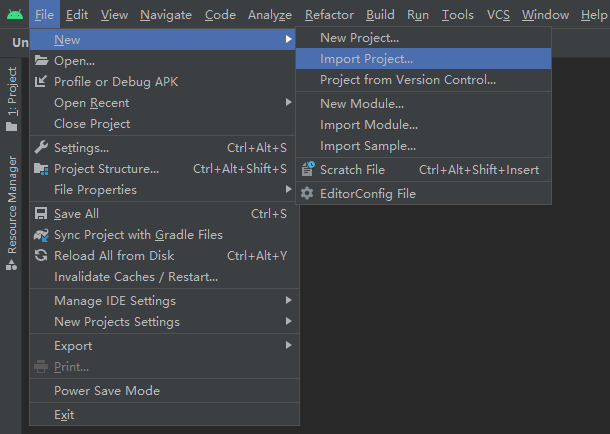 File Edit View Navigate Code Analyze Refactor Build Run Tools VCS Window Help
Un
1: Project
Resource Manager
New
Open...
Profile or Debug APK
Open Recent
Close Project
Settings... Ctrl+Alt+S
Project Structure... Ctrl+Alt+Shift+S
File Properties
Save All Ctrl+S
Sync Project with Gradle Files
Reload All from Disk Ctrl+Alt+Y
Invalidate Caches / Restart...
Manage IDE Settings
New Projects Settings
Export
Print...
Power Save Mode
Exit
New Project...
Import Project...
Project from Version Control...
New Module...
Import Module...
Import Sample...
Scratch File Ctrl+Alt+Shift+Insert
EditorConfig File